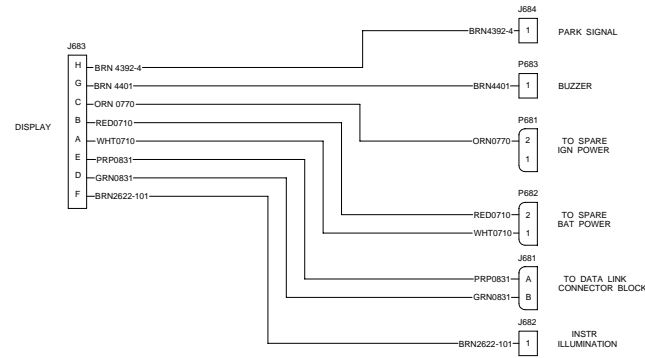 J684
BRN4392-4 1 PARK SIGNAL
J683
P683
H BRN 4392-4
G BRN 4401
BRN4401 1 BUZZER
C ORN 0770
P681
B RED0710
DISPLAY
A WHT0710
ORN0770 2 TO SPARE
1 IGN POWER
E PRP0831
D GRN0831
F BRN2622-101
P682
RED0710 2 TO SPARE
WHT0710 1 BAT POWER
J681
PRP0831 A TO DATA LINK
GRN0831 B CONNECTOR BLOCK
J682
BRN2622-101 1 INSTR
ILLUMINATION